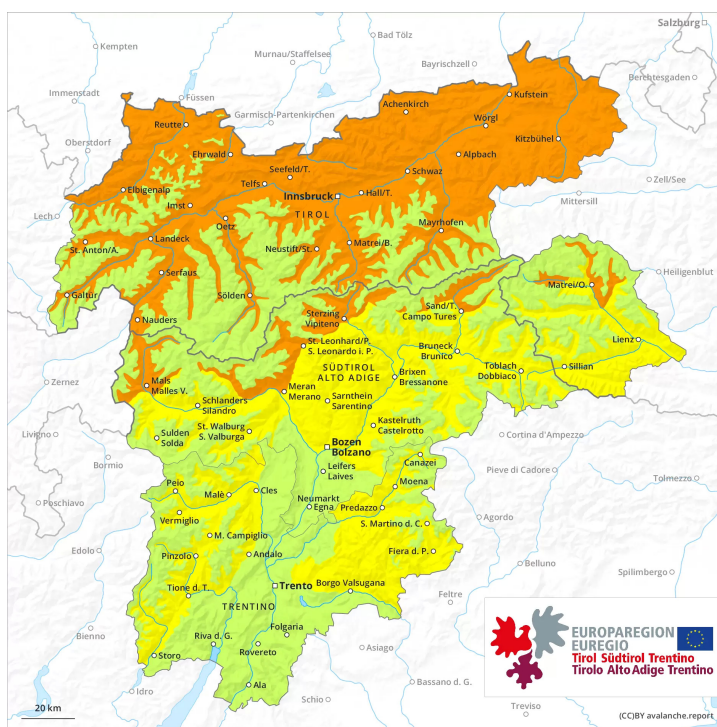 Salzburg
Kempten
Bad Tölz
Murnau/Staffelsee
Bayrischzell
Berchtesgaden
Immenstadt
Füssen
Kufstein
Achenkirch
Garmisch-Partenkirchen
Reutte
Wörgl
Oberstdorf
Kitzbühel
Ehrwald
Alpbach
Seefeld/T.
Schwaz
Zell/See
Elbigenalp
Telfs
Innsbruck
Hall/T.
Mittersill
Imst
TIROL
Lech
Oetz
Mayrhofen
St. Anton/A.
Landeck
Neustift/St.
Matrei/B.
Serfaus
Heiligenblut
Galtür
Sölden
Matrei/O.
Sterzing
Vipiteno
Sand/T.
Campo Tures
Nauders
Lienz
St. Leonhard/P.
S. Leonardo i. P.
Bruneck
Brunico
SÜDTIROL
ALTO ADIGE
Toblach
Dobbiaco
Sillian
Brixen
Bressanone
Zernez
Mals
Malles V.
Meran
Merano
Sarnthein
Sarentino
Schlanders
Silandro
Kastelruth
Castelrotto
St. Walburg
S. Valburga
Livigno
Sulden
Solda
Bozen
Bolzano
Cortina d'Ampezzo
Canazei
Bormio
Leifers
Laives
Pieve di Cadore
Tolmezzo
Peio
Cles
Moena
Malè
Neumarkt
Egna
Predazzo
Poschiavo
Vermiglio
S. Martino d. C.
Agordo
M. Campiglio
Edolo
Pinzolo
Andalo
Fiera d. P.
Belluno
Spilimbergo
Tione d. T.
Trento
Borgo Valsugana
Feltre
TRENTINO
Folgaria
Bienno
Riva d. G.
Rovereto
Asiago
Storo
Bassano d. G.
Idro
Ala
Schio
Treviso
EUROPAREGION
EUREGIO
Tirol Südtirol Trentino
Tirolo Alto Adige Trentino
20 km
(CC)BY avalanche.report